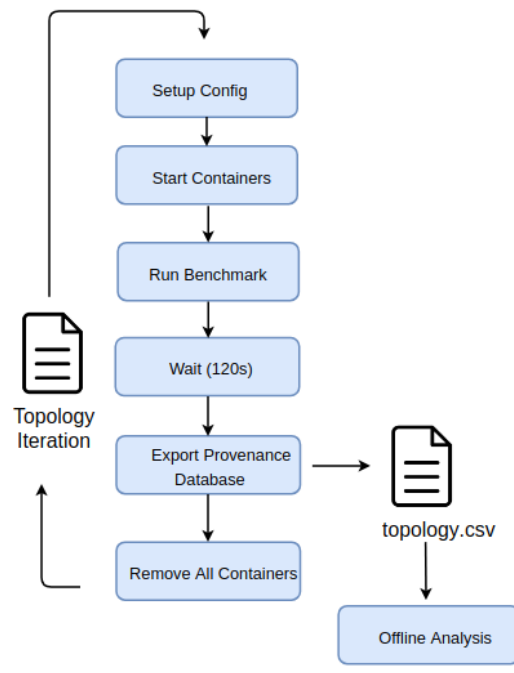 Setup Config
Start Containers
Run Benchmark
Wait (120s)
Topology
Iteration
Export Provenance
Database
topology.csv
Remove All Containers
Offline Analysis